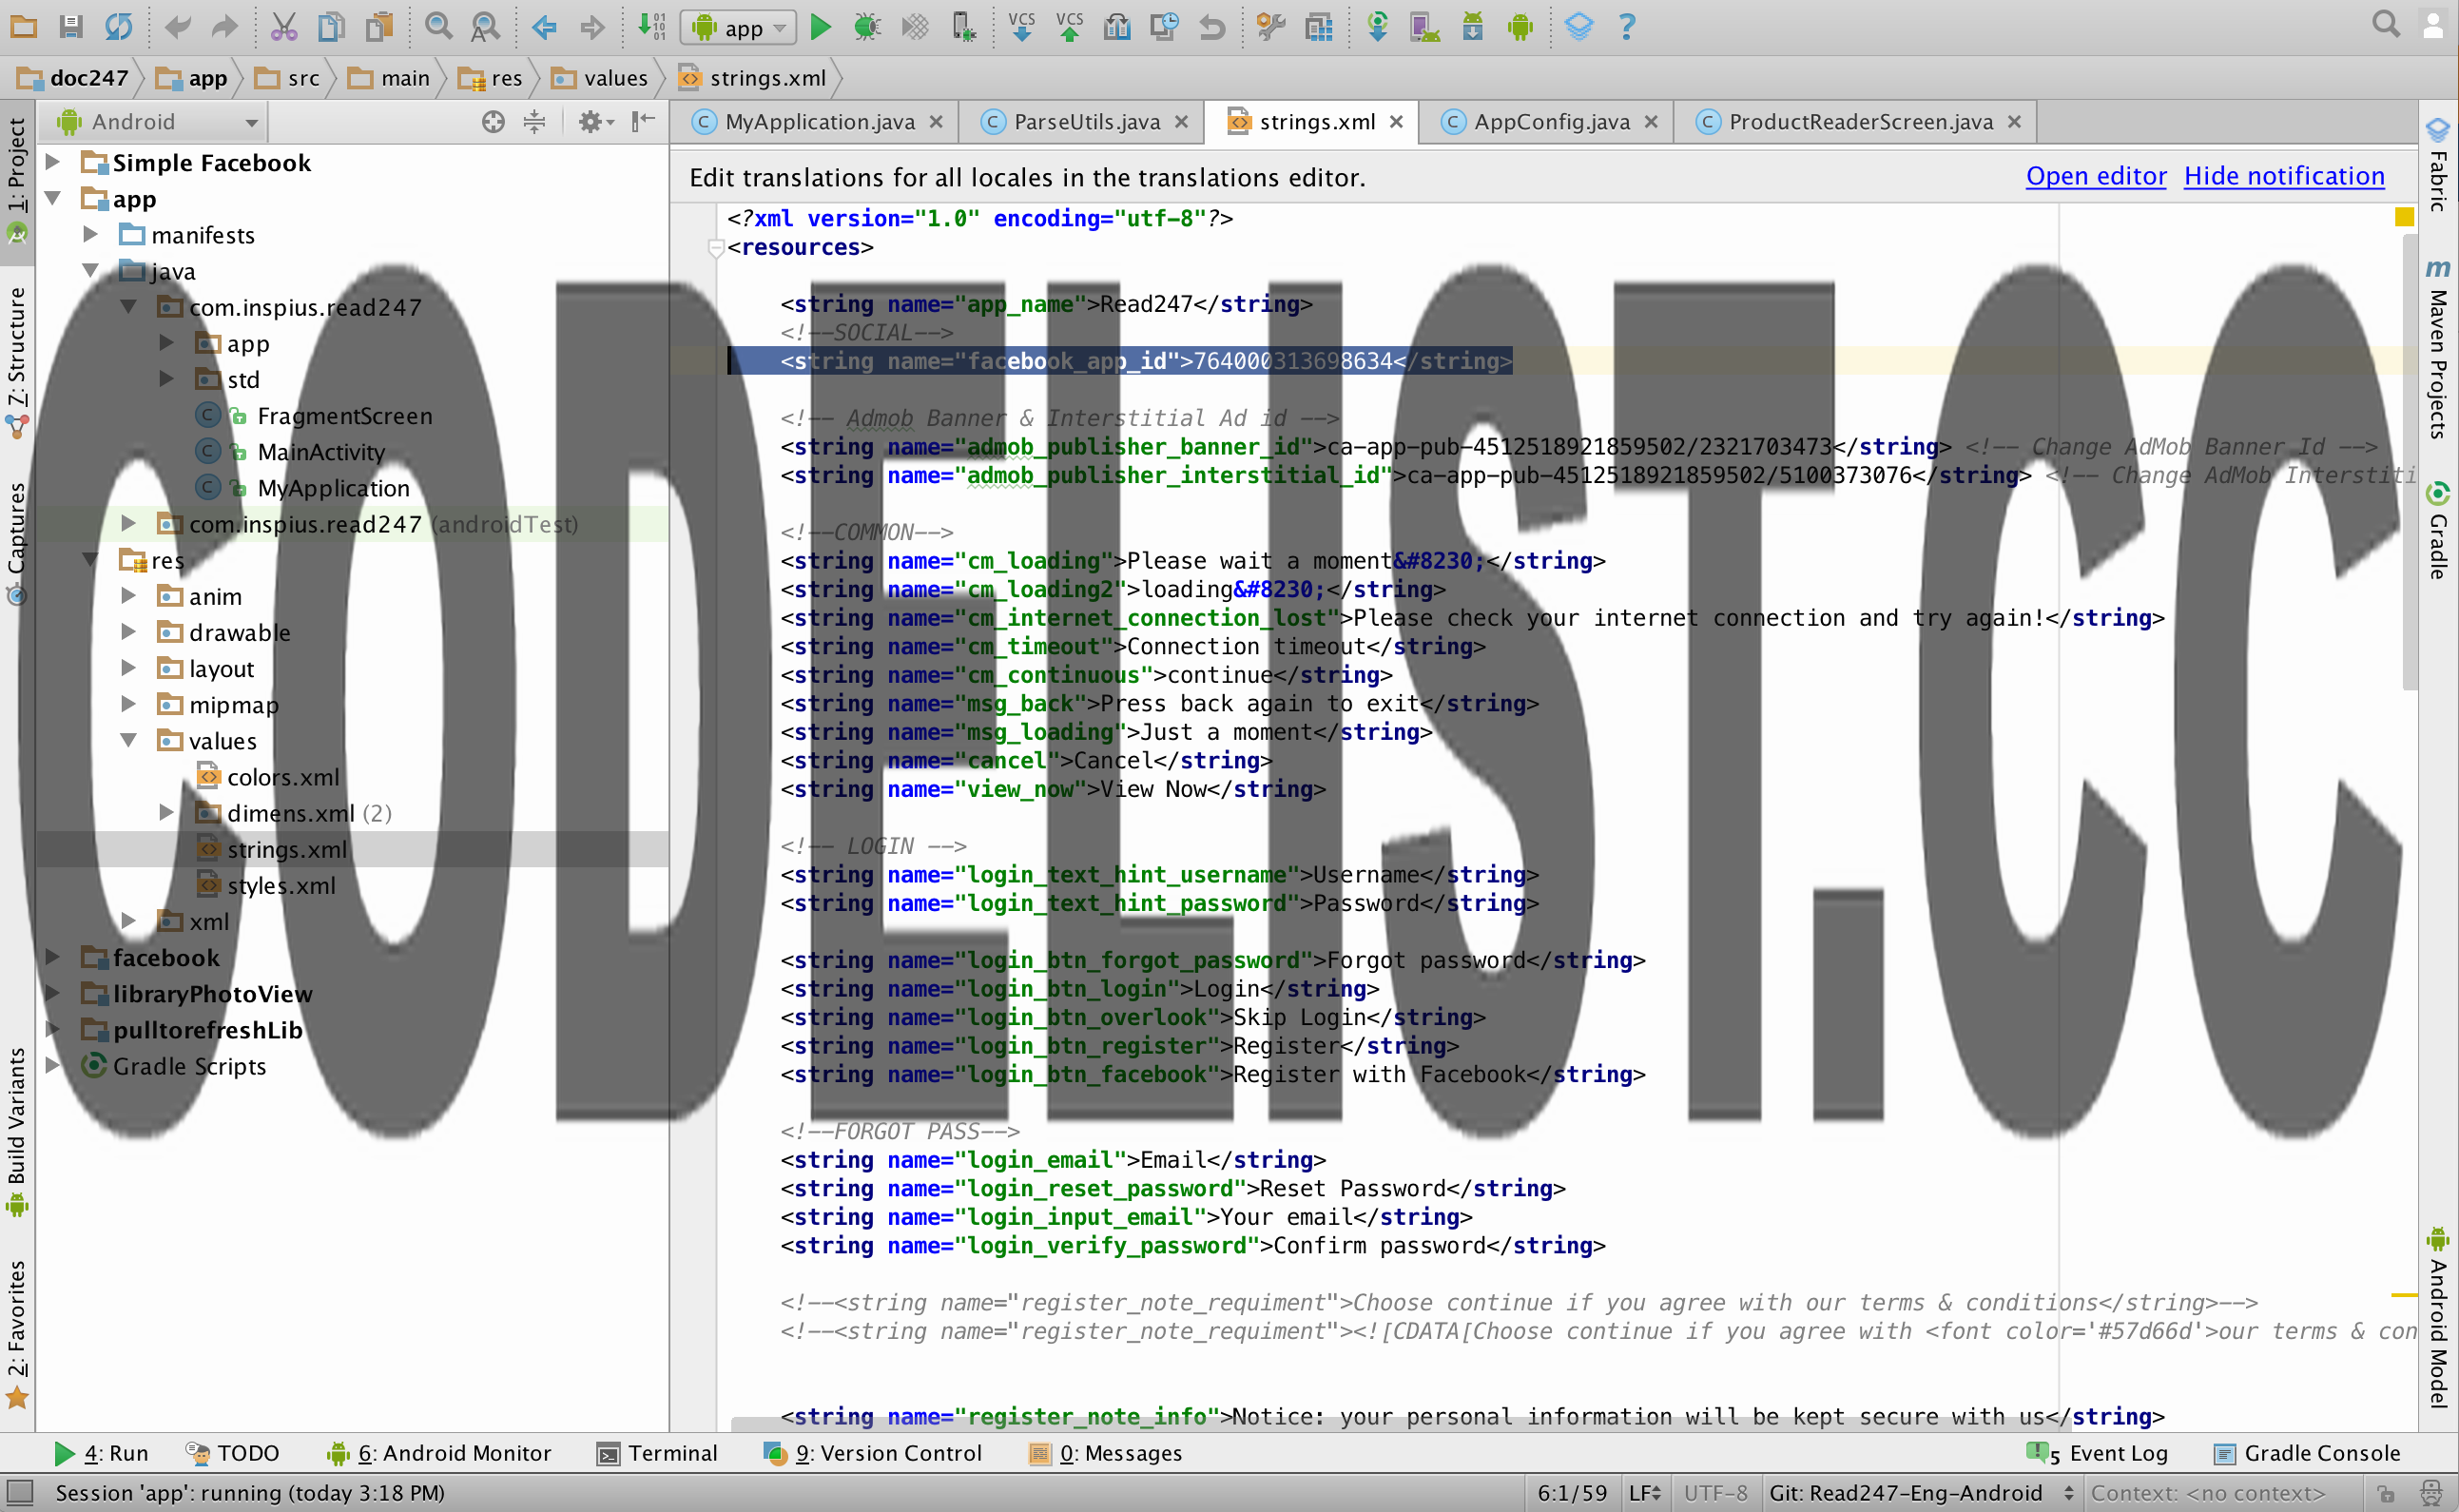 app
doc247 app src main res values strings.xml
Android
MyApplication.java ParseUtils.java strings.xml AppConfig.java ProductReaderScreen.java
Edit translations for all locales in the translations editor. Open editor Hide notification
1: Project
7: Structure
Captures
Build Variants
2: Favorites
Simple Facebook
app
manifests
java
com.inspius.read247
app
std
FragmentScreen
MainActivity
MyApplication
com.inspius.read247 (androidTest)
res
anim
drawable
layout
mipmap
values
colors.xml
dimens.xml (2)
strings.xml
styles.xml
xml
facebook
libraryPhotoView
pulltorefreshLib
Gradle Scripts
<?xml version="1.0" encoding="utf-8"?>
<resources>
<string name="app_name">Read247</string>
<!--SOCIAL-->
<string name="facebook_app_id">764000313698634</string>
<!-- Admob Banner & Interstitial Ad id -->
<string name="admob_publisher_banner_id">ca-app-pub-4512518921859502/2321703473</string> <!-- Change AdMob Banner Id -->
<string name="admob_publisher_interstitial_id">ca-app-pub-4512518921859502/5100373076</string> <!-- Change AdMob Interstiti
<!--COMMON-->
<string name="cm_loading">Please wait a moment&#8230;</string>
<string name="cm_loading2">loading&#8230;</string>
<string name="cm_internet_connection_lost">Please check your internet connection and try again!</string>
<string name="cm_timeout">Connection timeout</string>
<string name="cm_continuous">continue</string>
<string name="msg_back">Press back again to exit</string>
<string name="msg_loading">Just a moment</string>
<string name="cancel">Cancel</string>
<string name="view_now">View Now</string>
<!-- LOGIN -->
<string name="login_text_hint_username">Username</string>
<string name="login_text_hint_password">Password</string>
<string name="login_btn_forgot_password">Forgot password</string>
<string name="login_btn_login">Login</string>
<string name="login_btn_overlook">Skip Login</string>
<string name="login_btn_register">Register</string>
<string name="login_btn_facebook">Register with Facebook</string>
<!--FORGOT PASS-->
<string name="login_email">Email</string>
<string name="login_reset_password">Reset Password</string>
<string name="login_input_email">Your email</string>
<string name="login_verify_password">Confirm password</string>
<!--<string name="register_note_requiment">Choose continue if you agree with our terms & conditions</string>-->
<!--<string name="register_note_requiment"><![CDATA[Choose continue if you agree with <font color='#57d66d'>our terms & con
<string name="register_note_info">Notice: your personal information will be kept secure with us</string>
CODELIST.CC
Fabric
m Maven Projects
Gradle
Android Model
4: Run TODO 6: Android Monitor Terminal 9: Version Control 0: Messages 5 Event Log Gradle Console
Session 'app': running (today 3:18 PM) 6:1/59 LF UTF-8 Git: Read247-Eng-Android Context: <no context>
VCS VCS